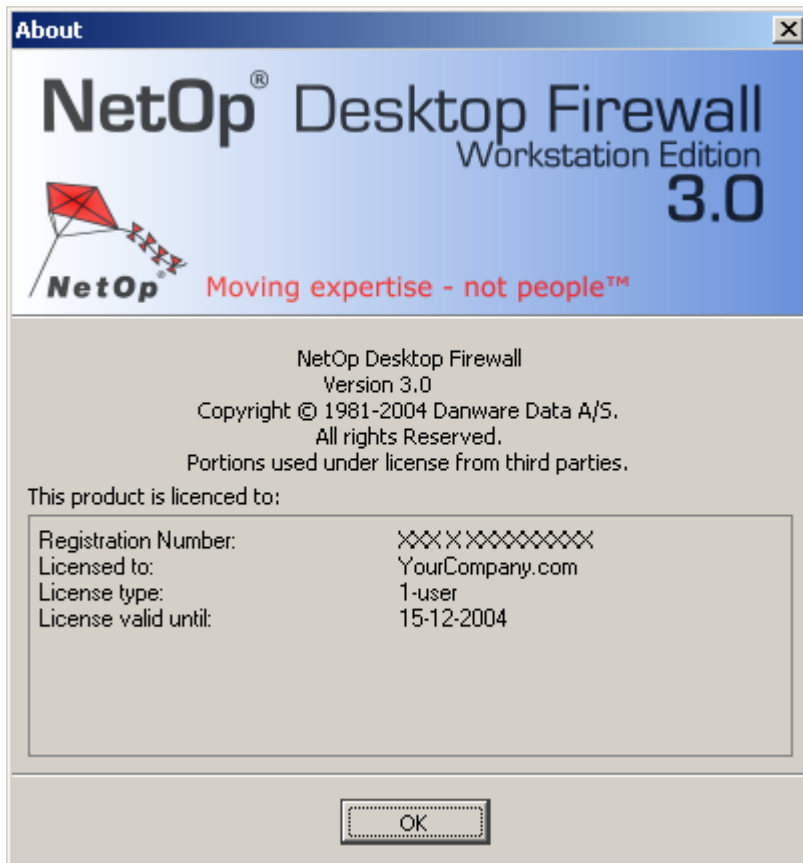 About
NetOp® Desktop Firewall
Workstation Edition
3.0
NetOp®
Moving expertise - not people™
NetOp Desktop Firewall
Version 3.0
Copyright © 1981-2004 Danware Data A/S.
All rights Reserved.
Portions used under license from third parties.
This product is licenced to:
Registration Number: XXX X XXXXXXXXXX
Licensed to: YourCompany.com
License type: 1-user
License valid until: 15-12-2004
OK